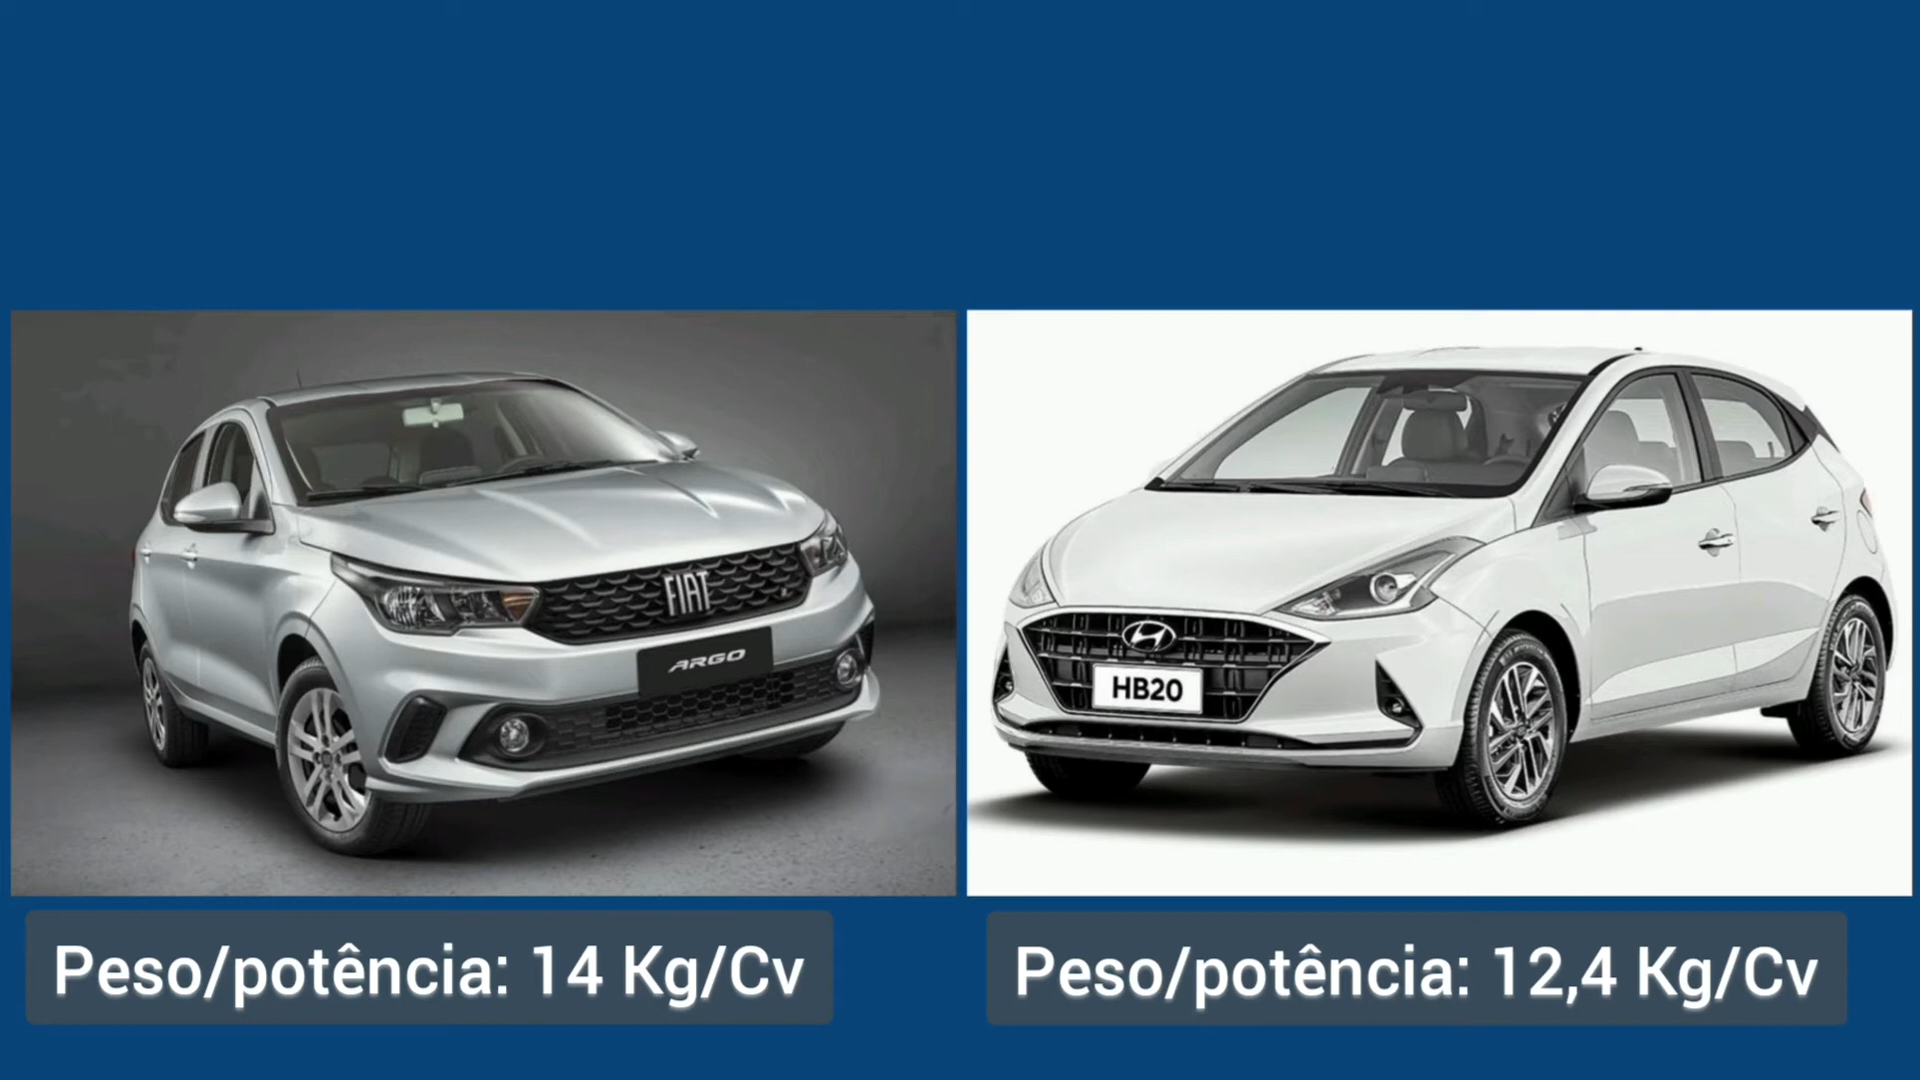 FIAT
ARGO
HB20
Peso/potência: 14 Kg/Cv
Peso/potência: 12,4 Kg/Cv